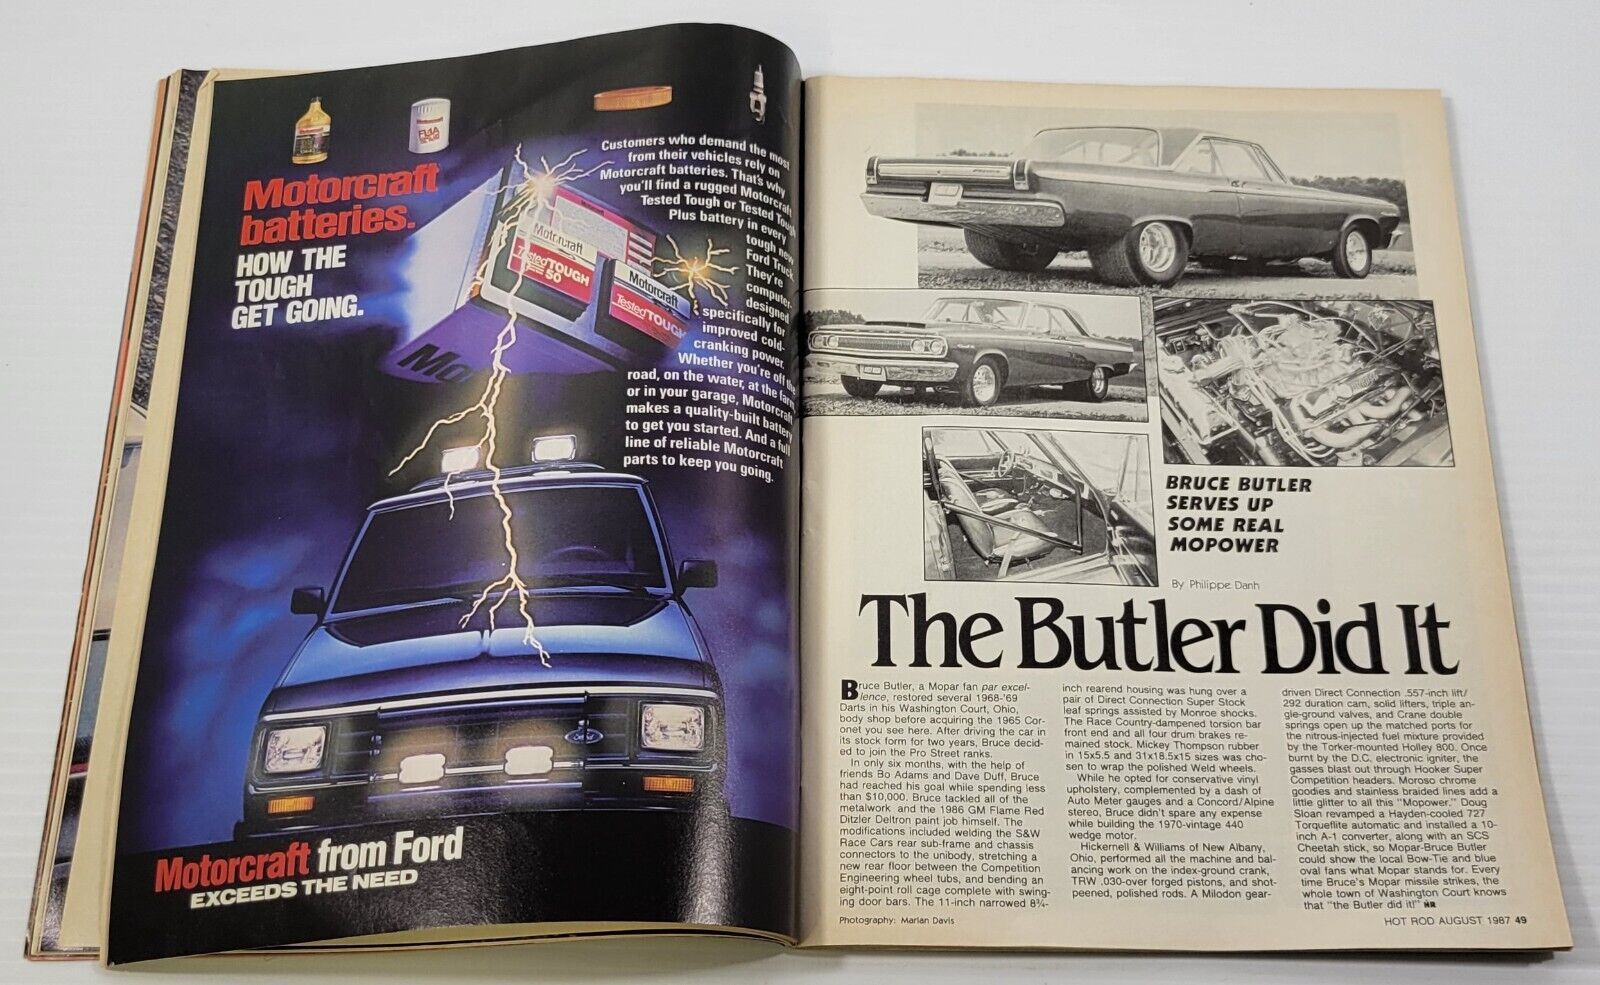 Motorcraft
batteries.
HOW THE
TOUGH
GET GOING.
Customers who demand the most
from their vehicles rely on
Motorcraft batteries. That's why
you'll find a rugged Motorcraft
Tested Tough or Tested Tough
Plus battery in every
tough new
Ford Truck.
They're
computer-
designed
specifically for
improved cold-
cranking power.
Whether you're off the
road, on the water, at the farm
or in your garage, Motorcraft
makes a quality-built battery
to get you started. And a full
line of reliable Motorcraft
parts to keep you going.
Motorcraft
Tested TOUGH
50
Motorcraft
Tested TOUGH
Ford
Motorcraft from Ford
EXCEEDS THE NEED
BRUCE BUTLER
SERVES UP
SOME REAL
MOPOWER
By Philippe Danh
The Butler Did It
Bruce Butler, a Mopar fan par excel-
lence, restored several 1968-'69
Darts in his Washington Court, Ohio,
body shop before acquiring the 1965 Cor-
onet you see here. After driving the car in
its stock form for two years, Bruce decid-
ed to join the Pro Street ranks.
In only six months, with the help of
friends Bo Adams and Dave Duff, Bruce
had reached his goal while spending less
than $10,000. Bruce tackled all of the
metalwork and the 1986 GM Flame Red
Ditzler Deltron paint job himself. The
modifications included welding the S&W
Race Cars rear sub-frame and chassis
connectors to the unibody, stretching a
new rear floor between the Competition
Engineering wheel tubs, and bending an
eight-point roll cage complete with swing-
ing door bars. The 11-inch narrowed 8¾-
inch rearend housing was hung over a
pair of Direct Connection Super Stock
leaf springs assisted by Monroe shocks.
The Race Country-dampened torsion bar
front end and all four drum brakes re-
mained stock. Mickey Thompson rubber
in 15x5.5 and 31x18.5x15 sizes was cho-
sen to wrap the polished Weld wheels.
While he opted for conservative vinyl
upholstery, complemented by a dash of
Auto Meter gauges and a Concord/Alpine
stereo, Bruce didn't spare any expense
while building the 1970-vintage 440
wedge motor.
Hickernell & Williams of New Albany,
Ohio, performed all the machine and bal-
ancing work on the index-ground crank,
TRW .030-over forged pistons, and shot-
peened, polished rods. A Milodon gear-
driven Direct Connection .557-inch lift/
292 duration cam, solid lifters, triple an-
gle-ground valves, and Crane double
springs open up the matched ports for
the nitrous-injected fuel mixture provided
by the Torker-mounted Holley 800. Once
burnt by the D.C. electronic igniter, the
gasses blast out through Hooker Super
Competition headers. Moroso chrome
goodies and stainless braided lines add a
little glitter to all this "Mopower." Doug
Sloan revamped a Hayden-cooled 727
Torqueflite automatic and installed a 10-
inch A-1 converter, along with an SCS
Cheetah stick, so Mopar-Bruce Butler
could show the local Bow-Tie and blue
oval fans what Mopar stands for. Every
time Bruce's Mopar missile strikes, the
whole town of Washington Court knows
that "the Butler did it!" HR
Photography: Marian Davis
HOT ROD AUGUST 1987 49